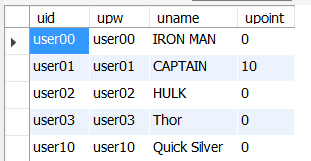 uid upw uname upoint
user00 user00 IRON MAN 0
user01 user01 CAPTAIN 10
user02 user02 HULK 0
user03 user03 Thor 0
user10 user10 Quick Silver 0